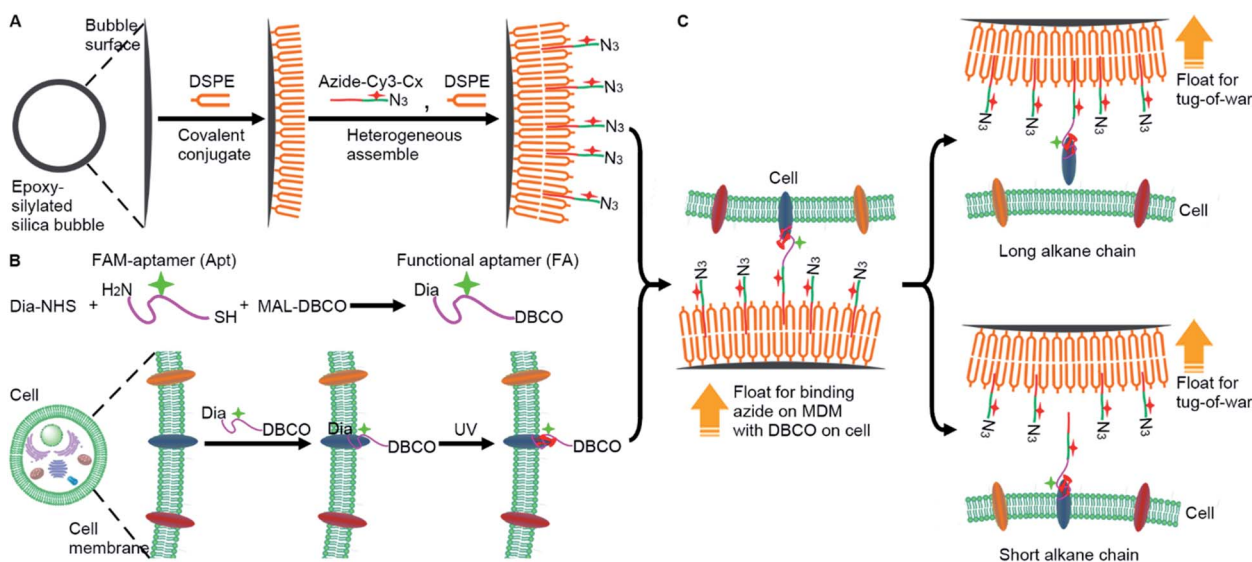 A
Bubble
surface
Epoxy-
silylated
silica bubble
DSPE
Covalent
conjugate
Azide-Cy3-Cx
N3 ,
DSPE
Heterogeneous
assemble
N3
N3
N3
N3
N3
B
FAM-aptamer (Apt)
Functional aptamer (FA)
Dia-NHS + H2N SH + MAL-DBCO
Dia
DBCO
Cell
Cell
membrane
Dia
DBCO
Dia
DBCO
UV
DBCO
C
Cell
N3
N3
N3
N3
Float for binding
azide on MDM
with DBCO on cell
Float for
tug-of-war
N3
N3
N3
N3
Cell
Long alkane chain
Float for
tug-of-war
N3
N3
N3
N3
Cell
Short alkane chain